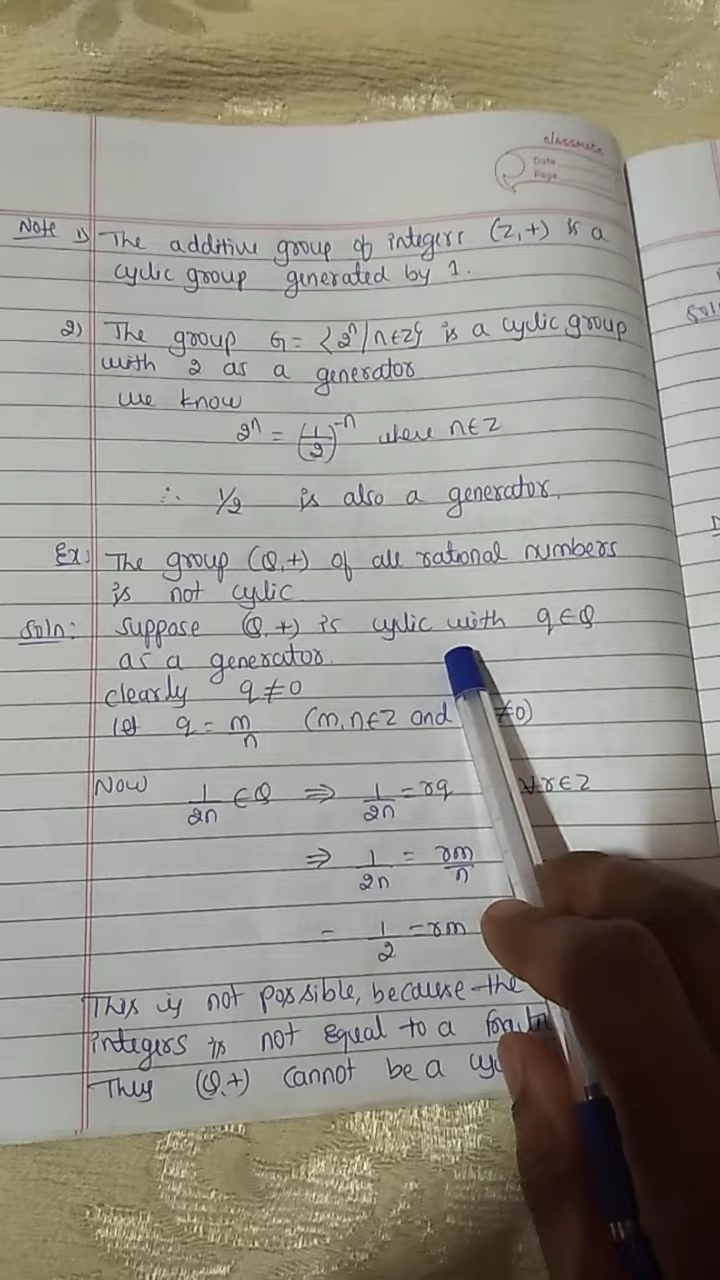 classmate
Date
Page
Note 1) The additive group of integers (Z,+) is a
cyclic group generated by 1.
2) The group G = {2ⁿ/n∈Z} is a cyclic group
with 2 as a generator
we know
2ⁿ = (1/2)⁻ⁿ where n∈Z
∴ 1/2 is also a generator.
Ex) The group (Q,+) of all rational numbers
is not cyclic
Soln: suppose (Q,+) is cyclic with q∈Q
as a generator.
clearly q≠0
let q = m/n (m,n∈Z and ≠0)
Now 1/2n ∈Q ⇒ 1/2n = rq ∀ r∈Z
⇒ 1/2n = rm/n
= 1/2 = rm
This is not possible, because the
integers is not equal to a
Thus (Q,+) cannot be a
Soln